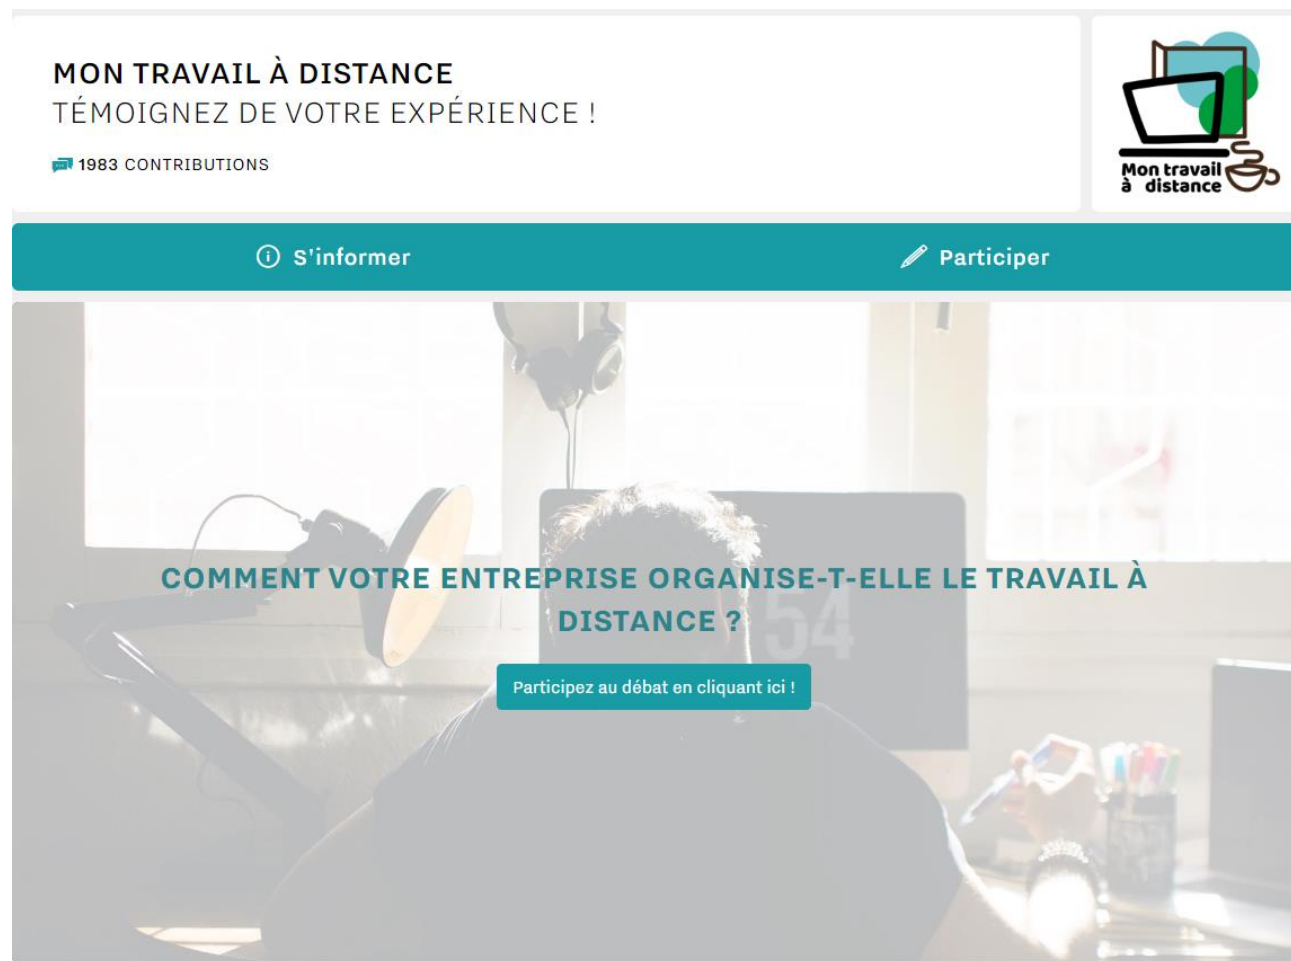 MON TRAVAIL À DISTANCE
TÉMOIGNEZ DE VOTRE EXPÉRIENCE !
1983 CONTRIBUTIONS
Mon travail
à distance
S'informer
Participer
COMMENT VOTRE ENTREPRISE ORGANISE-T-ELLE LE TRAVAIL À
DISTANCE ?
54
Participez au débat en cliquant ici !